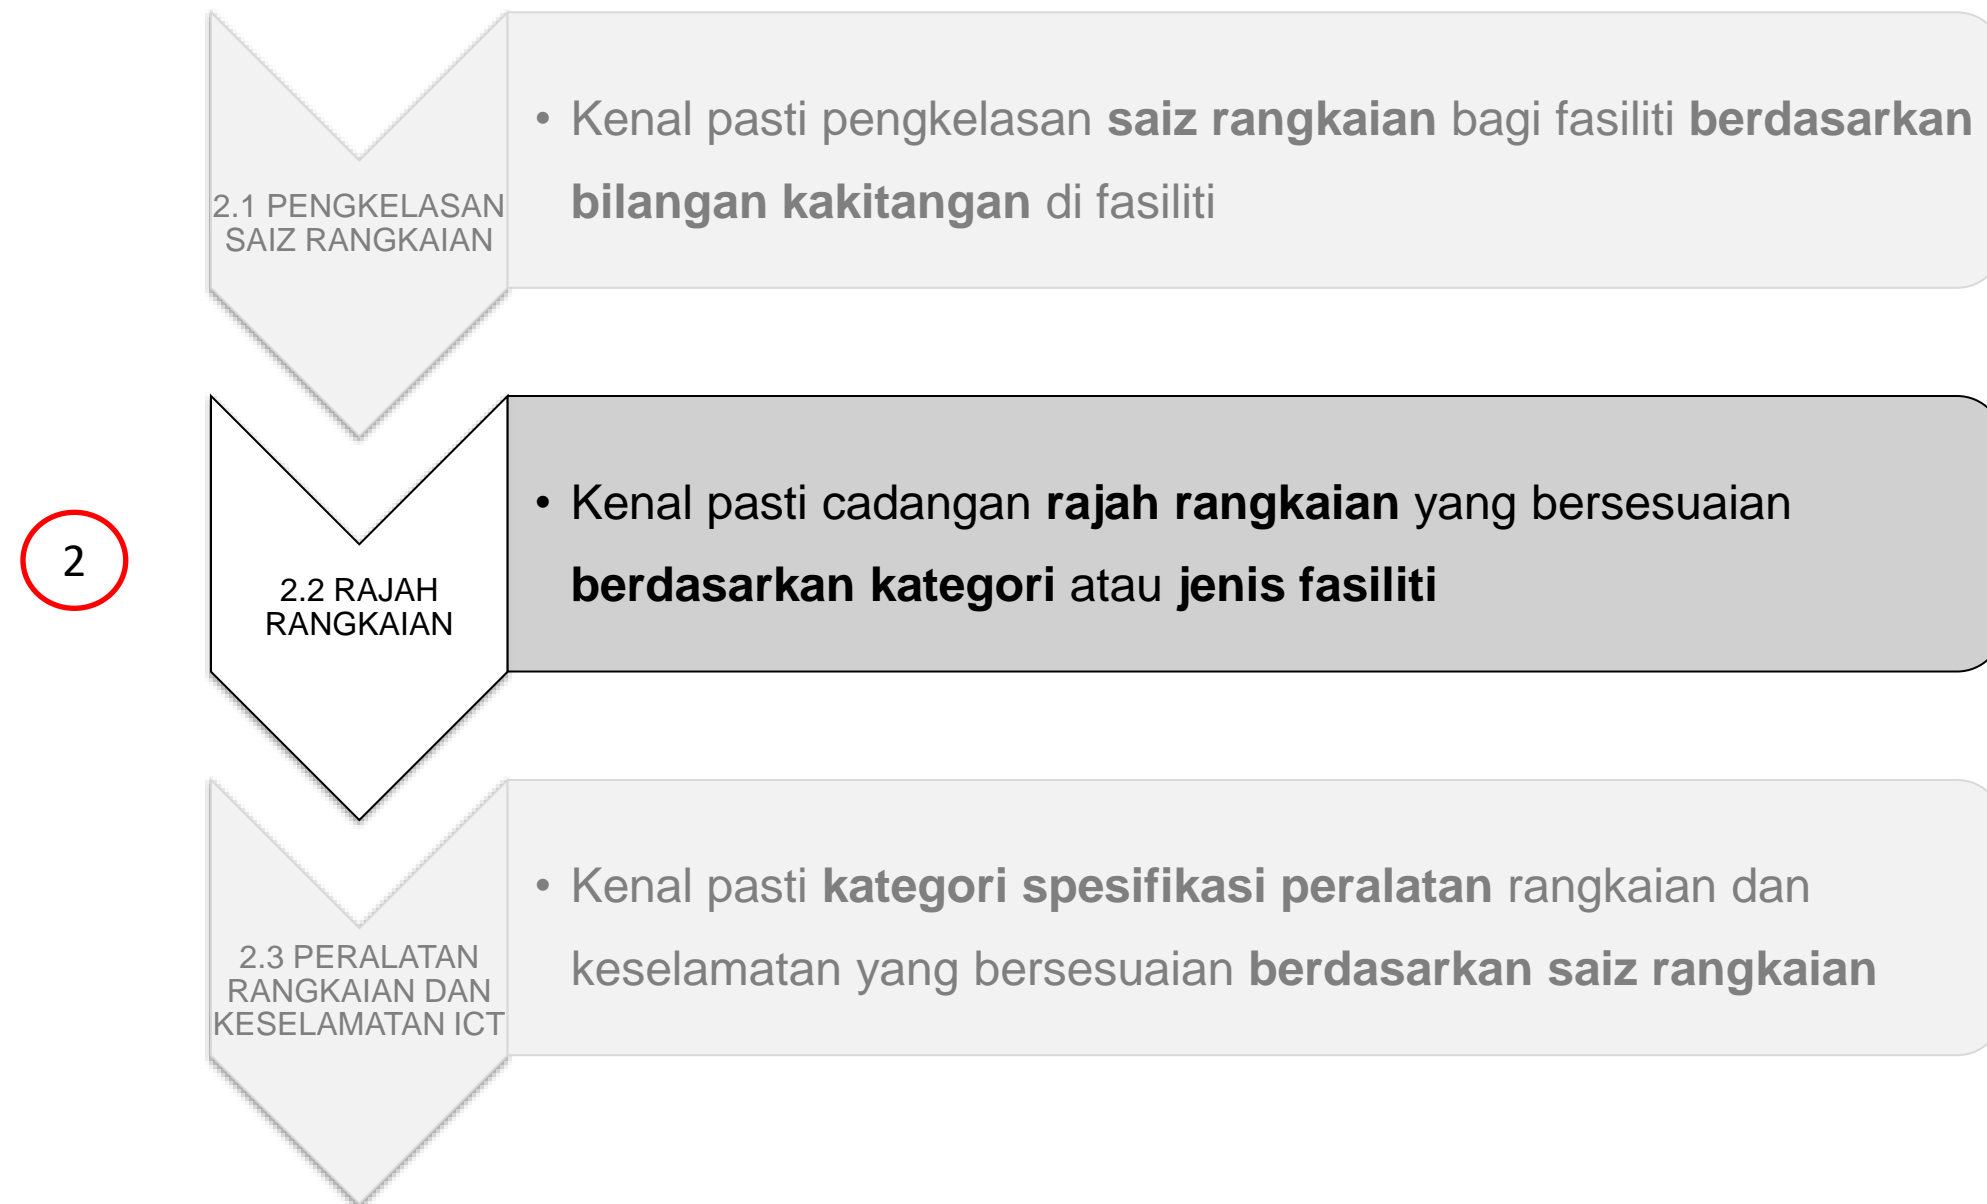 2.1 PENGKELASAN
SAIZ RANGKAIAN
• Kenal pasti pengkelasan saiz rangkaian bagi fasiliti berdasarkan
bilangan kakitangan di fasiliti
2
2.2 RAJAH
RANGKAIAN
• Kenal pasti cadangan rajah rangkaian yang bersesuaian
berdasarkan kategori atau jenis fasiliti
2.3 PERALATAN
RANGKAIAN DAN
KESELAMATAN ICT
• Kenal pasti kategori spesifikasi peralatan rangkaian dan
keselamatan yang bersesuaian berdasarkan saiz rangkaian